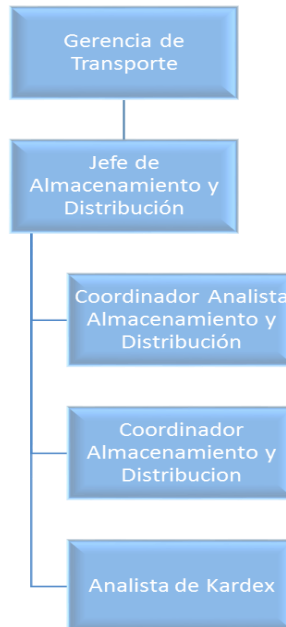 Gerencia de
Transporte
Jefe de
Almacenamiento y
Distribución
Coordinador Analista
Almacenamiento y
Distribución
Coordinador
Almacenamiento y
Distribucion
Analista de Kardex